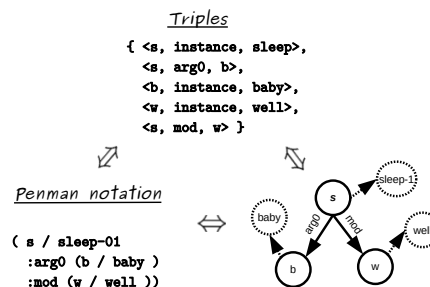 Triples
{ <s, instance, sleep>,
<s, arg0, b>,
<b, instance, baby>,
<w, instance, well>,
<s, mod, w> }
Penman notation
( s / sleep-01
:arg0 (b / baby )
:mod (w / well ))
sleep-1
s
baby
well
arg0
mod
b
w